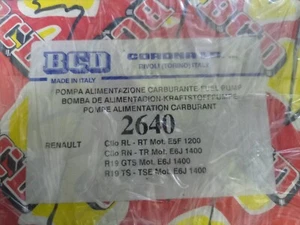 BCD
MADE IN ITALY
CORONA
POMPA ALIMENTAZIONE CARBURANTE FUEL PUMP
BOMBA DE ALIMENTACION KRAFTSTOFFPUMPE
POMPE ALIMENTATION CARBURANT
2640
RENAULT
Clio RL - RT Mot. E5F 1200
Clio RN - TR Mot. E6J 1400
R19 GTS Mot. E6J 1400
R19 TS - TSE Mot. E6J 1400